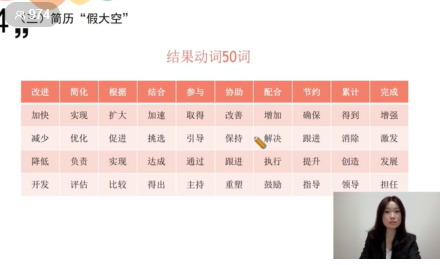 974
(二）简历“假大空”
结果动词50词
改进 简化 根据 结合 参与 协助 配合 节约 累计 完成
加快 实现 扩大 加速 取得 改善 增加 确保 得到 增强
减少 优化 促进 挑选 引导 保持 解决 跟进 消除 激发
降低 负责 实现 达成 通过 跟进 执行 提升 创造 发展
开发 评估 比较 得出 主持 重塑 鼓励 指导 领导 担任